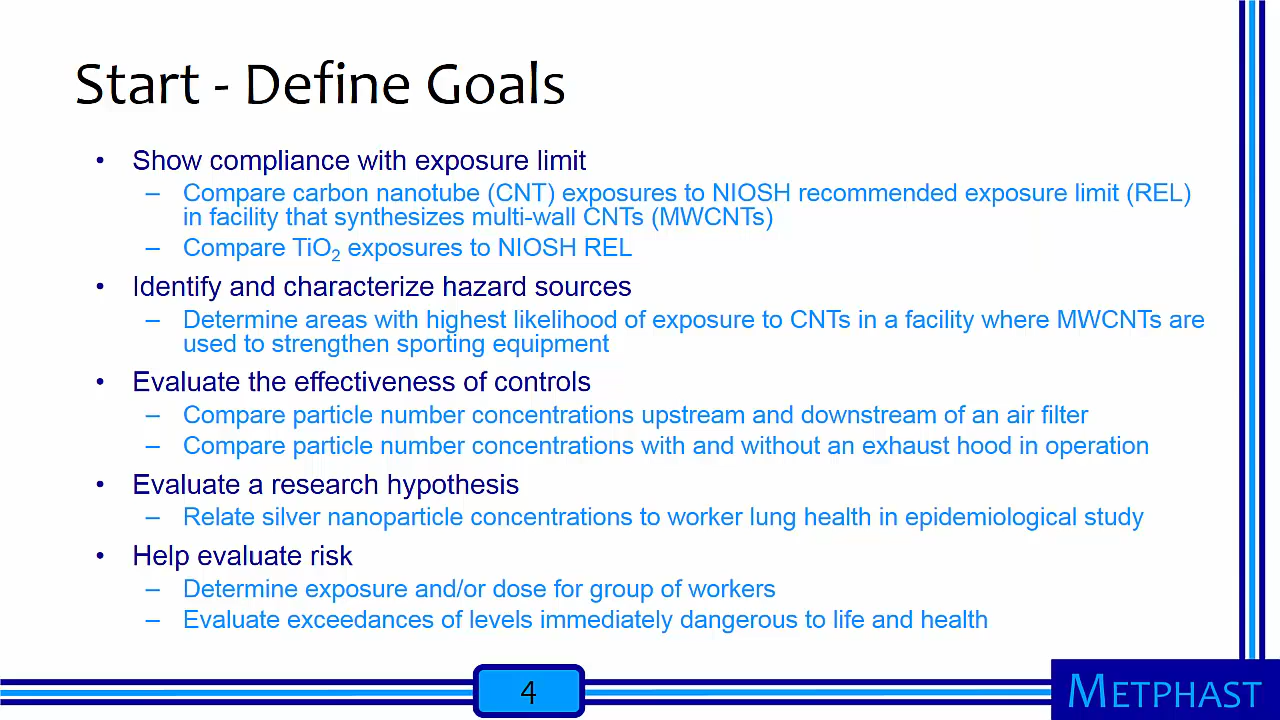 Start - Define Goals
• Show compliance with exposure limit
– Compare carbon nanotube (CNT) exposures to NIOSH recommended exposure limit (REL)
in facility that synthesizes multi-wall CNTs (MWCNTs)
– Compare TiO₂ exposures to NIOSH REL
• Identify and characterize hazard sources
– Determine areas with highest likelihood of exposure to CNTs in a facility where MWCNTs are
used to strengthen sporting equipment
• Evaluate the effectiveness of controls
– Compare particle number concentrations upstream and downstream of an air filter
– Compare particle number concentrations with and without an exhaust hood in operation
• Evaluate a research hypothesis
– Relate silver nanoparticle concentrations to worker lung health in epidemiological study
• Help evaluate risk
– Determine exposure and/or dose for group of workers
– Evaluate exceedances of levels immediately dangerous to life and health
4
METPHAST